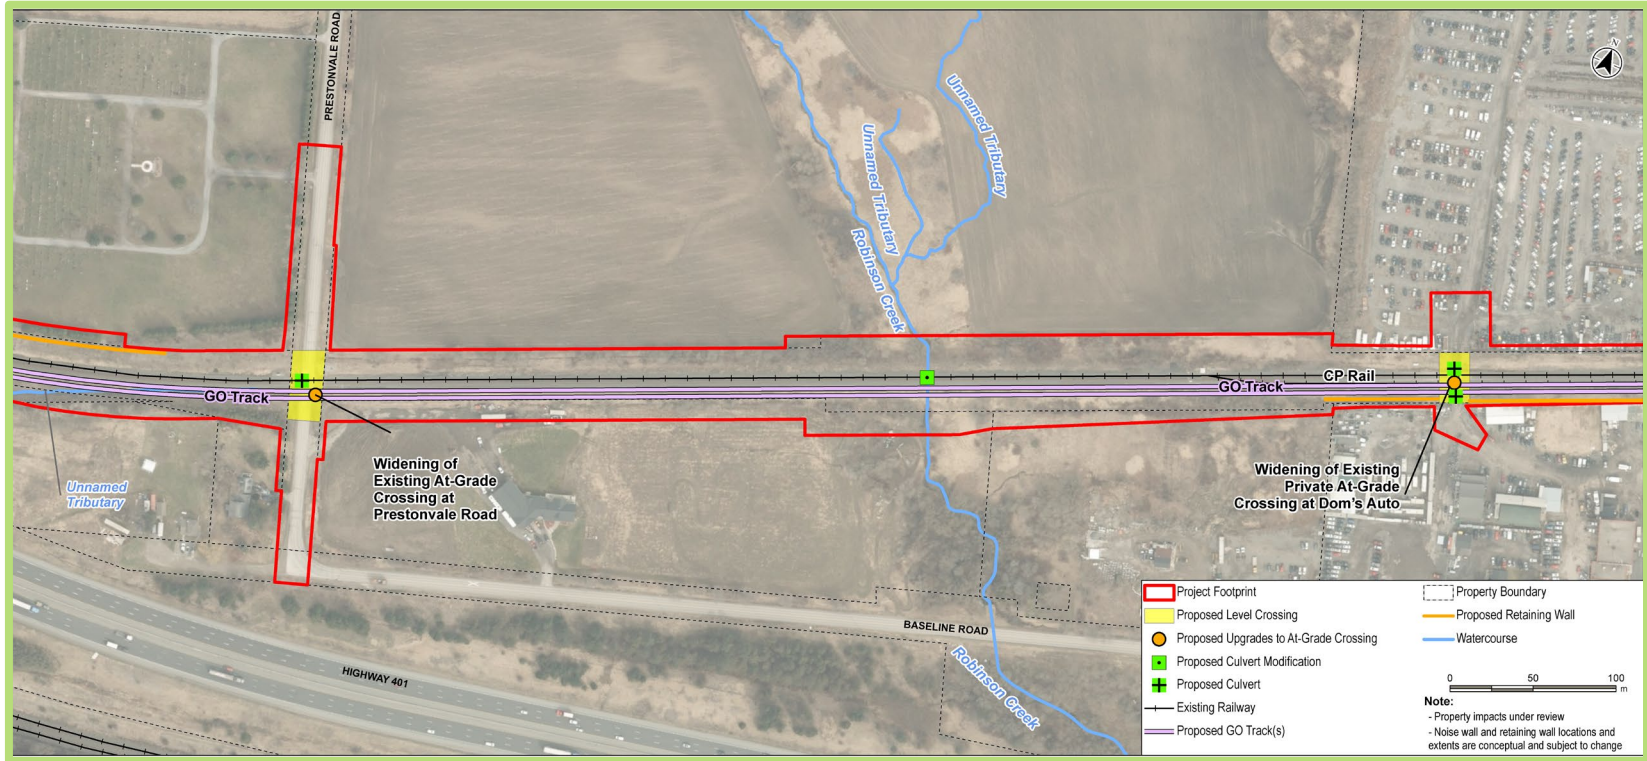 PRESTONVALE ROAD
N
Unnamed Tributary
Unnamed Tributary
Robinson Creek
GO Track
GO Track
CP Rail
Unnamed
Tributary
Widening of
Existing At-Grade
Crossing at
Prestonvale Road
Widening of Existing
Private At-Grade
Crossing at Dom's Auto
BASELINE ROAD
Robinson Creek
HIGHWAY 401
Project Footprint
Proposed Level Crossing
Proposed Upgrades to At-Grade Crossing
Proposed Culvert Modification
Proposed Culvert
Existing Railway
Proposed GO Track(s)
Property Boundary
Proposed Retaining Wall
Watercourse
0 50 100
m
Note:
- Property impacts under review
- Noise wall and retaining wall locations and
extents are conceptual and subject to change